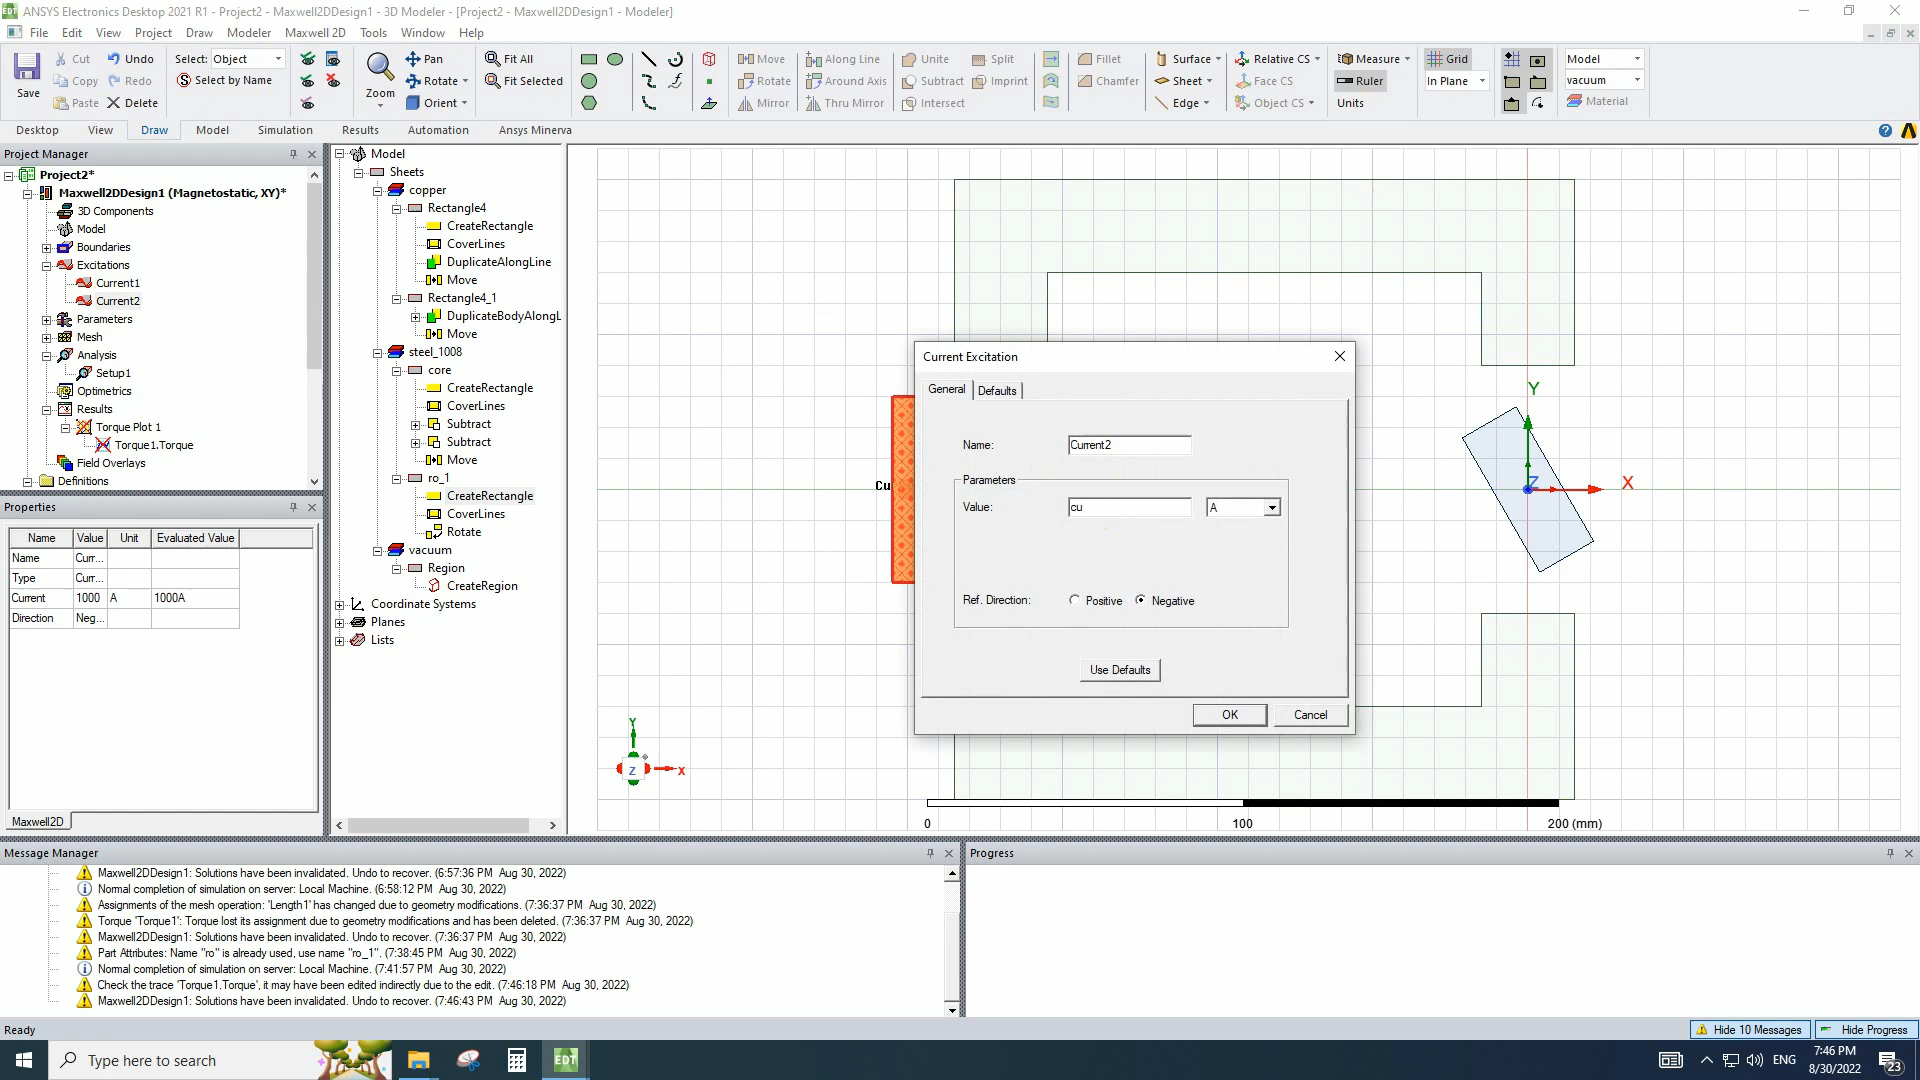 ANSYS Electronics Desktop 2021 R1 - Project2 - Maxwell2DDesign1 - 3D Modeler - [Project2 - Maxwell2DDesign1 - Modeler]
File Edit View Project Draw Modeler Maxwell 2D Tools Window Help
Save
Cut
Copy
Paste
Undo
Redo
Delete
Select: Object
Select by Name
Zoom
Pan
Rotate
Orient
Fit All
Fit Selected
Move
Rotate
Mirror
Along Line
Around Axis
Thru Mirror
Unite
Subtract
Intersect
Split
Imprint
Fillet
Chamfer
Surface
Sheet
Edge
Relative CS
Face CS
Object CS
Measure
Ruler
Units
Grid
In Plane
Model
vacuum
Material
Desktop View Draw Model Simulation Results Automation Ansys Minerva
Project Manager
Project2*
Maxwell2DDesign1 (Magnetostatic, XY)*
3D Components
Model
Boundaries
Excitations
Current1
Current2
Parameters
Mesh
Analysis
Setup1
Optimetrics
Results
Torque Plot 1
Torque1.Torque
Field Overlays
Definitions
Properties
Name Value Unit Evaluated Value
Name Curr...
Type Curr...
Current 1000 A 1000A
Direction Neg...
Maxwell2D
Model
Sheets
copper
Rectangle4
CreateRectangle
CoverLines
DuplicateAlongLine
Move
Rectangle4_1
DuplicateBodyAlongL
Move
steel_1008
core
CreateRectangle
CoverLines
Subtract
Subtract
Move
ro_1
CreateRectangle
CoverLines
Rotate
vacuum
Region
CreateRegion
Coordinate Systems
Planes
Lists
Cu
Y
X
Z
Y
Z
X
0 100 200 (mm)
Current Excitation
General Defaults
Name: Current2
Parameters
Value: cu A
Ref. Direction: Positive Negative
Use Defaults
OK Cancel
Message Manager
Maxwell2DDesign1: Solutions have been invalidated. Undo to recover. (6:57:36 PM Aug 30, 2022)
Normal completion of simulation on server: Local Machine. (6:58:12 PM Aug 30, 2022)
Assignments of the mesh operation: 'Length1' has changed due to geometry modifications. (7:36:37 PM Aug 30, 2022)
Torque 'Torque1': Torque lost its assignment due to geometry modifications and has been deleted. (7:36:37 PM Aug 30, 2022)
Maxwell2DDesign1: Solutions have been invalidated. Undo to recover. (7:36:37 PM Aug 30, 2022)
Part Attributes: Name "ro" is already used, use name "ro_1". (7:38:45 PM Aug 30, 2022)
Normal completion of simulation on server: Local Machine. (7:41:57 PM Aug 30, 2022)
Check the trace 'Torque1.Torque', it may have been edited indirectly due to the edit. (7:46:18 PM Aug 30, 2022)
Maxwell2DDesign1: Solutions have been invalidated. Undo to recover. (7:46:43 PM Aug 30, 2022)
Progress
Ready
Hide 10 Messages
Hide Progress
Type here to search
EDT
ENG
7:46 PM
8/30/2022
23